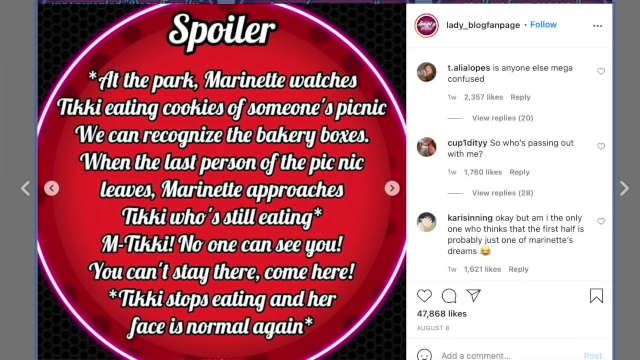 Spoiler
*At the park, Marinette watches
Tikki eating cookies of someone's picnic
We can recognize the bakery boxes.
When the last person of the pic nic
leaves, Marinette approaches
Tikki who's still eating*
M-Tikki! No one can see you!
You can't stay there, come here!
*Tikki stops eating and her
face is normal again*
lady_blogfanpage • Follow
t.alialopes is anyone else mega
confused
1w 2,357 likes Reply
View replies (20)
cup1dityy So who's passing out
with me?
1w 1,760 likes Reply
View replies (28)
karisinning okay but am i the only
one who thinks that the first half is
probably just one of marinette's
dreams 😂
1w 1,621 likes Reply
47,868 likes
AUGUST 8
Add a comment...
Post